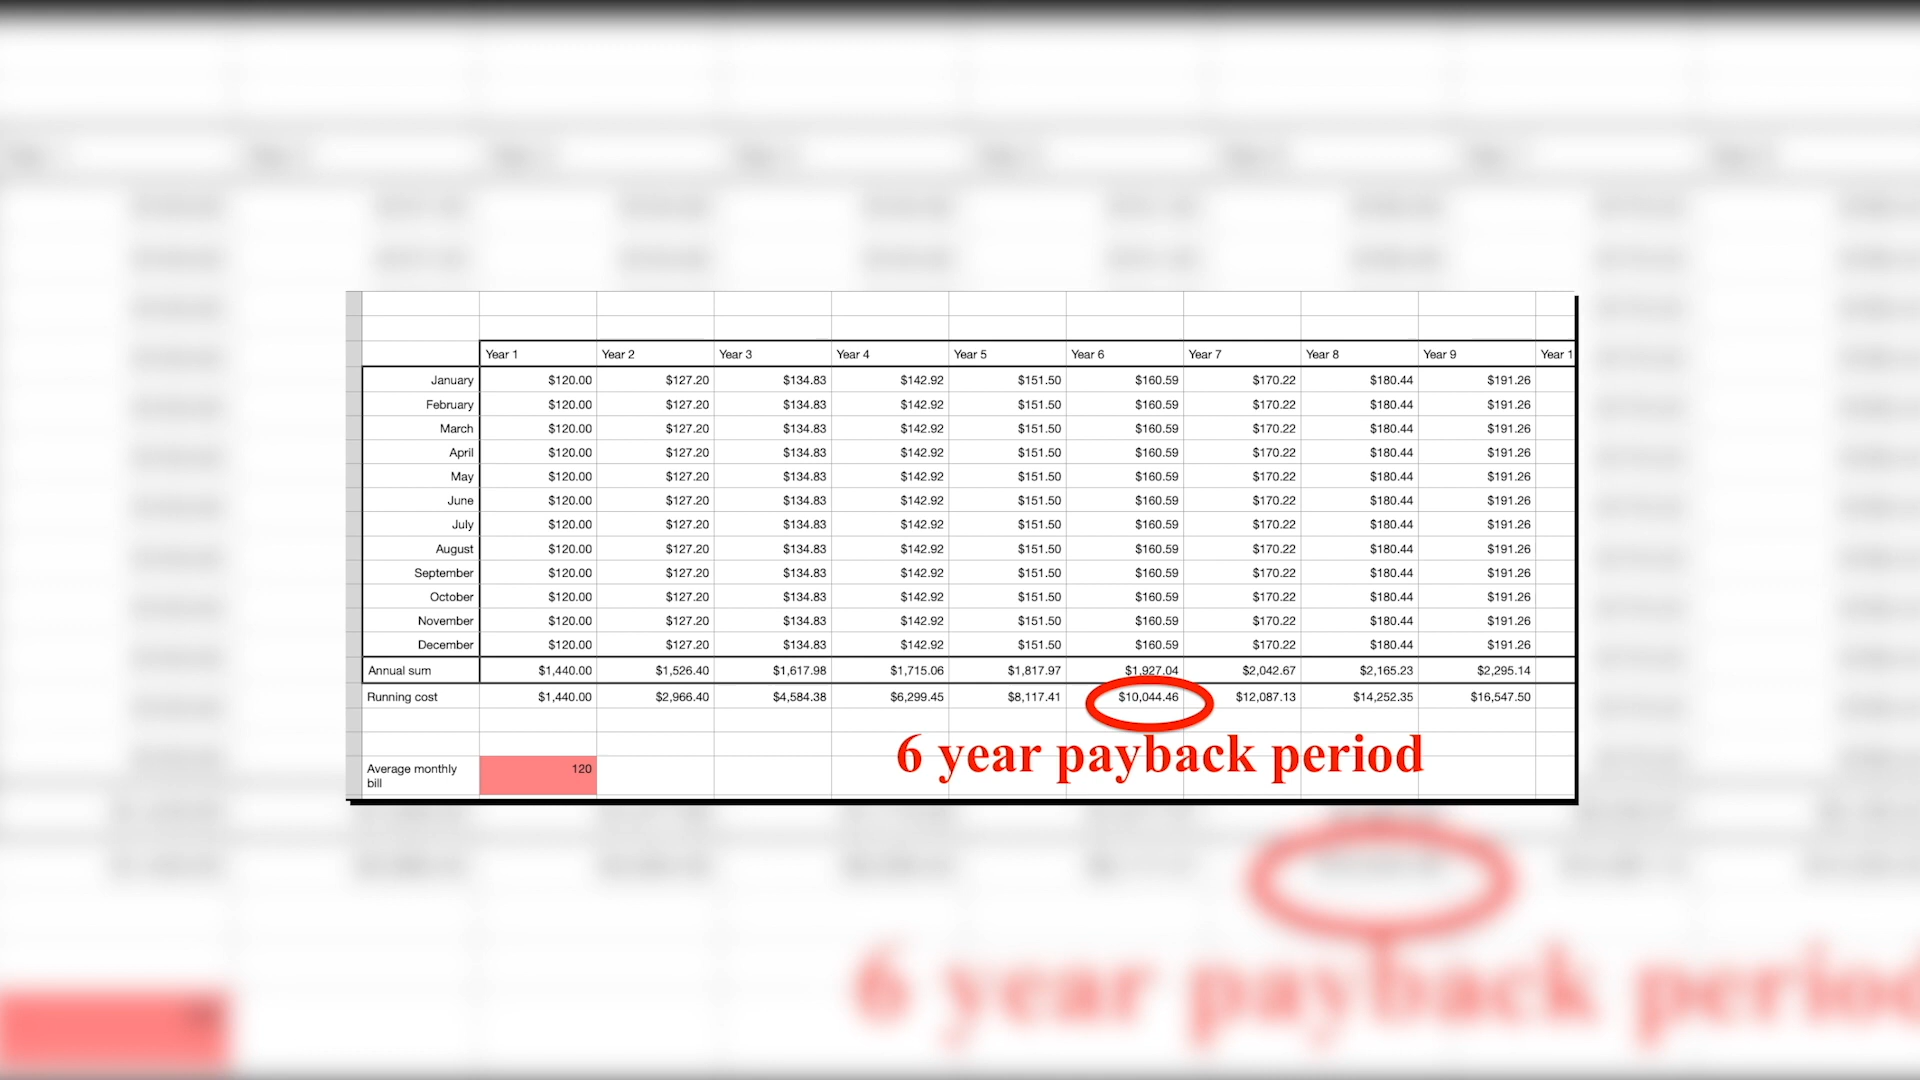 Year 1 Year 2 Year 3 Year 4 Year 5 Year 6 Year 7 Year 8 Year 9 Year 1
January $120.00 $127.20 $134.83 $142.92 $151.50 $160.59 $170.22 $180.44 $191.26
February $120.00 $127.20 $134.83 $142.92 $151.50 $160.59 $170.22 $180.44 $191.26
March $120.00 $127.20 $134.83 $142.92 $151.50 $160.59 $170.22 $180.44 $191.26
April $120.00 $127.20 $134.83 $142.92 $151.50 $160.59 $170.22 $180.44 $191.26
May $120.00 $127.20 $134.83 $142.92 $151.50 $160.59 $170.22 $180.44 $191.26
June $120.00 $127.20 $134.83 $142.92 $151.50 $160.59 $170.22 $180.44 $191.26
July $120.00 $127.20 $134.83 $142.92 $151.50 $160.59 $170.22 $180.44 $191.26
August $120.00 $127.20 $134.83 $142.92 $151.50 $160.59 $170.22 $180.44 $191.26
September $120.00 $127.20 $134.83 $142.92 $151.50 $160.59 $170.22 $180.44 $191.26
October $120.00 $127.20 $134.83 $142.92 $151.50 $160.59 $170.22 $180.44 $191.26
November $120.00 $127.20 $134.83 $142.92 $151.50 $160.59 $170.22 $180.44 $191.26
December $120.00 $127.20 $134.83 $142.92 $151.50 $160.59 $170.22 $180.44 $191.26
Annual sum $1,440.00 $1,526.40 $1,617.98 $1,715.06 $1,817.97 $1,927.04 $2,042.67 $2,165.23 $2,295.14
Running cost $1,440.00 $2,966.40 $4,584.38 $6,299.45 $8,117.41 $10,044.46 $12,087.13 $14,252.35 $16,547.50
6 year payback period
Average monthly 120
bill
6 year payback period